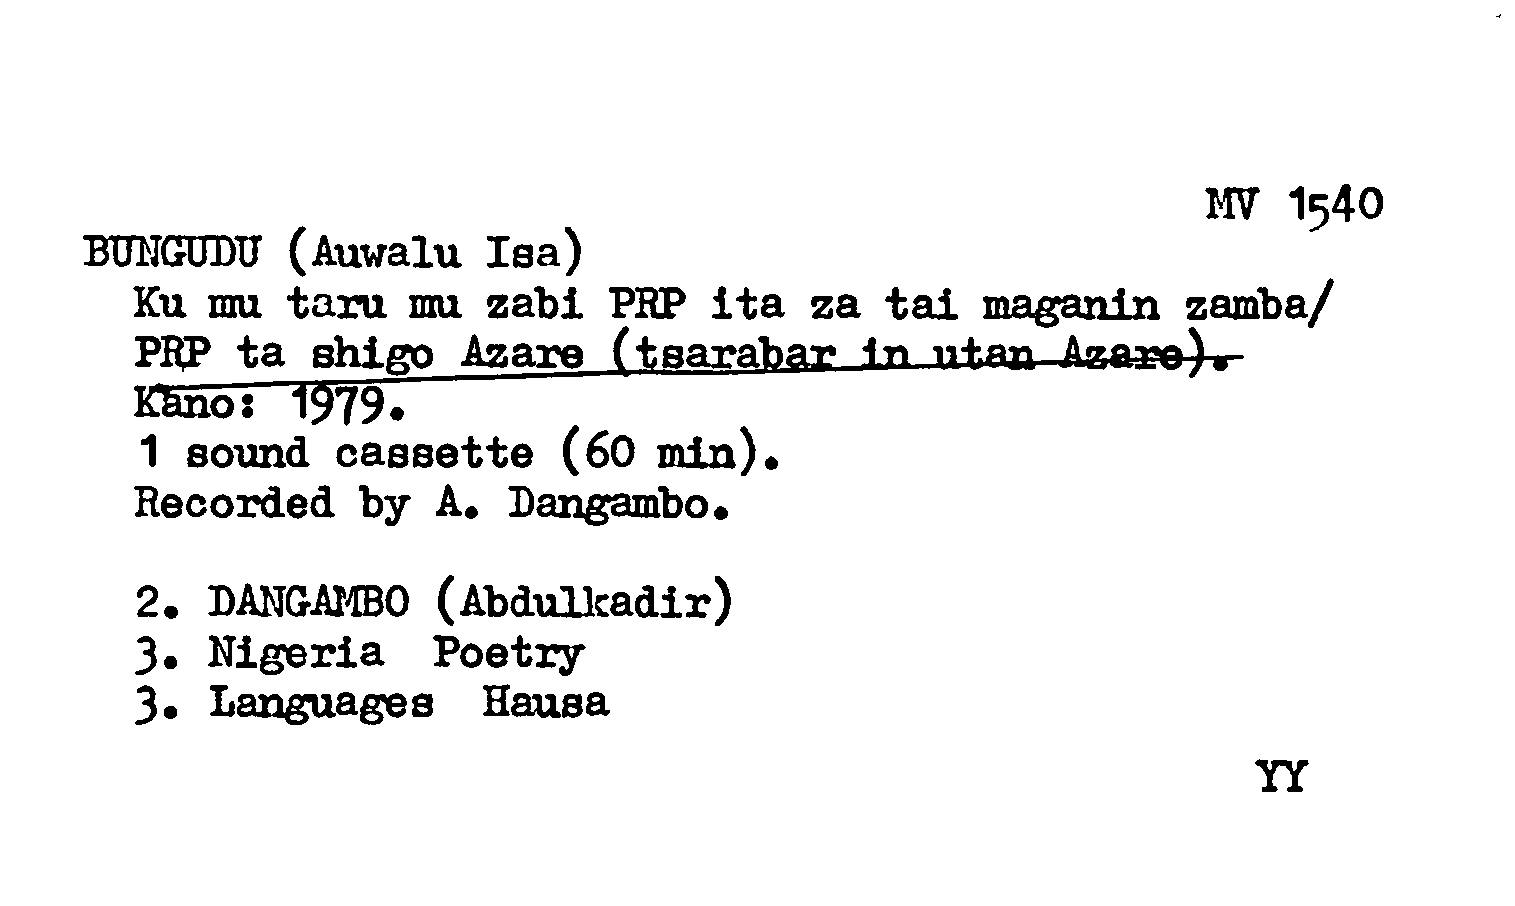 MV 1540
BUNGUDU (Auwalu Isa)
Ku mu taru mu zabi PRP ita za tai maganin zamba/
PRP ta shigo Azare (tsarabar in utan Azare).
Kano: 1979.
1 sound cassette (60 min).
Recorded by A. Dangambo.
2. DANGAMBO (Abdulkadir)
3. Nigeria Poetry
3. Languages Hausa
YY